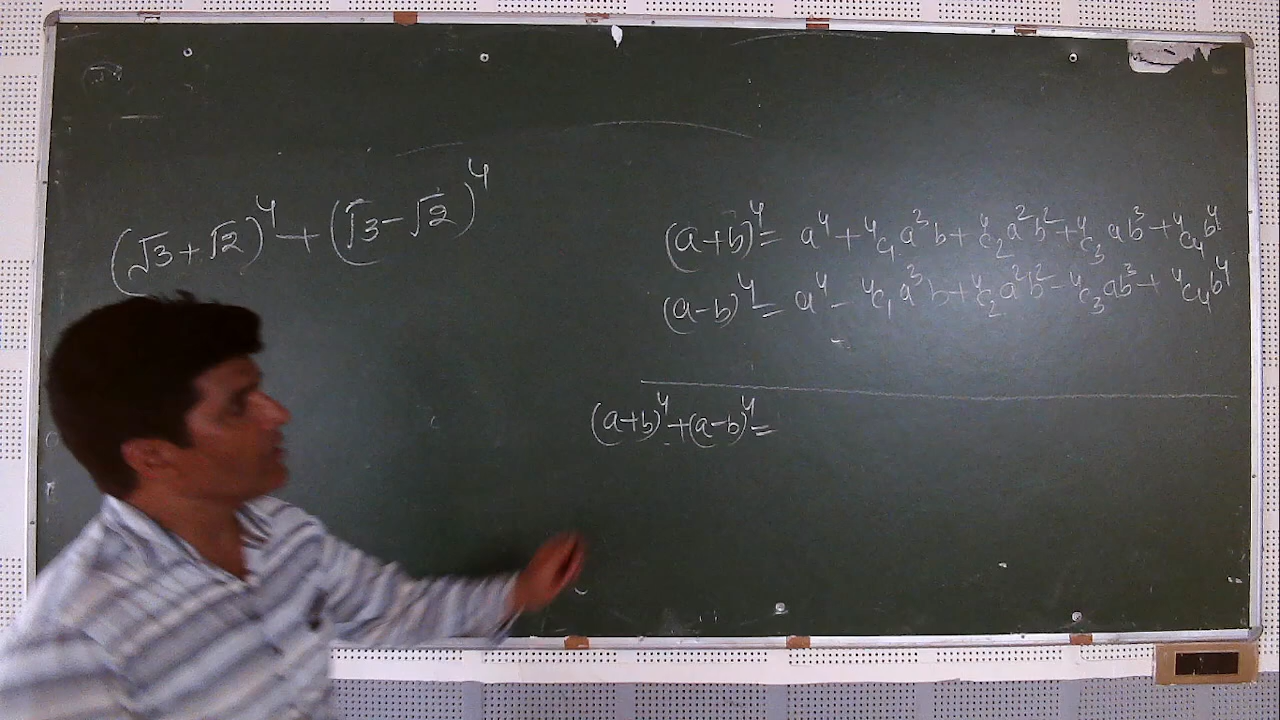 (√3+√2)⁴+(√3-√2)⁴
(a+b)⁴= a⁴+⁴c₁a³b+⁴c₂a²b²+⁴c₃ab³+⁴c₄b⁴
(a-b)⁴= a⁴-⁴c₁a³b+⁴c₂a²b²-⁴c₃ab³+⁴c₄b⁴
(a+b)⁴+(a-b)⁴=